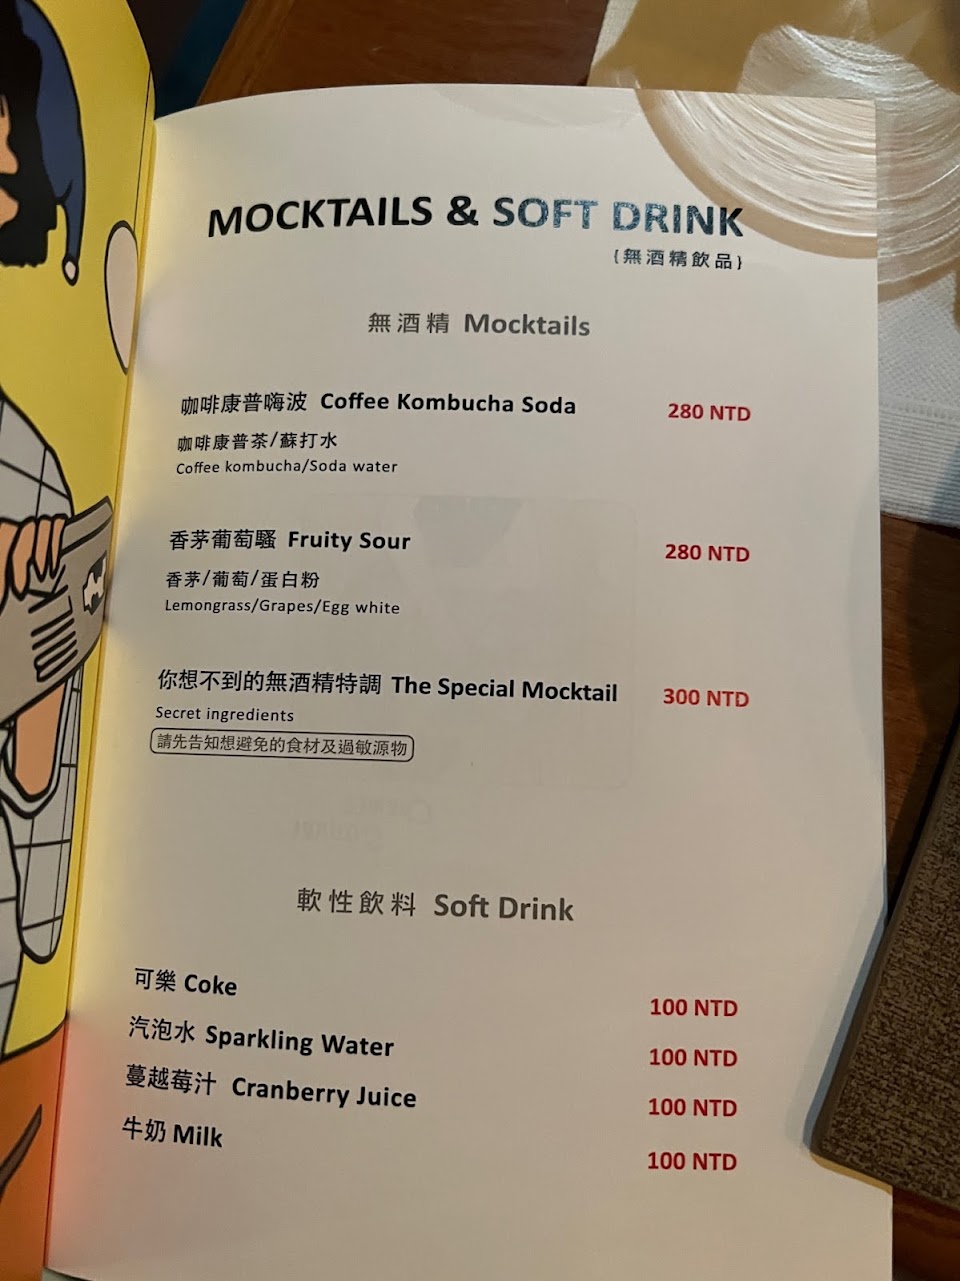 MOCKTAILS & SOFT DRINK
{無酒精飲品}
無酒精 Mocktails
咖啡康普嗨波 Coffee Kombucha Soda 280 NTD
咖啡康普茶/蘇打水
Coffee kombucha/Soda water
香茅葡萄騷 Fruity Sour 280 NTD
香茅/葡萄/蛋白粉
Lemongrass/Grapes/Egg white
你想不到的無酒精特調 The Special Mocktail 300 NTD
Secret ingredients
請先告知想避免的食材及過敏源物
軟性飲料 Soft Drink
可樂 Coke 100 NTD
汽泡水 Sparkling Water 100 NTD
蔓越莓汁 Cranberry Juice 100 NTD
牛奶 Milk 100 NTD